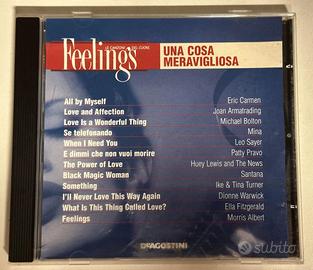 LE CANZONI DEL CUORE
Feelings
UNA COSA
MERAVIGLIOSA
All by Myself Eric Carmen
Love and Affection Joan Armatrading
Love Is a Wonderful Thing Michael Bolton
Se telefonando Mina
When I Need You Leo Sayer
E dimmi che non vuoi morire Patty Pravo
The Power of Love Huey Lewis and The News
Black Magic Woman Santana
Something Ike & Tina Turner
I'll Never Love This Way Again Dionne Warwick
What Is This Thing Called Love? Ella Fitzgerald
Feelings Morris Albert
DEAGOSTINI
subito